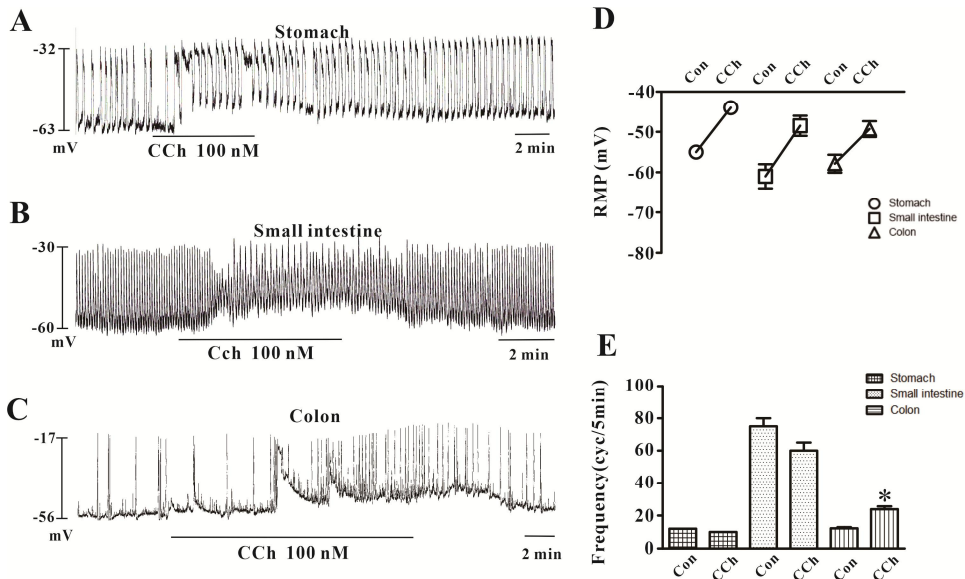 A
Stomach
-32
-63
mV
CCh 100 nM
2 min
B
Small intestine
-30
-60
mV
Cch 100 nM
2 min
C
Colon
-17
-56
mV
CCh 100 nM
2 min
D
Con CCh Con CCh Con CCh
-40
-50
-60
-70
-80
RMP (mV)
Stomach
Small intestine
Colon
E
100
80
60
40
20
0
Frequency(cyc/5min)
Stomach
Small intestine
Colon
*
Con CCh Con CCh Con CCh